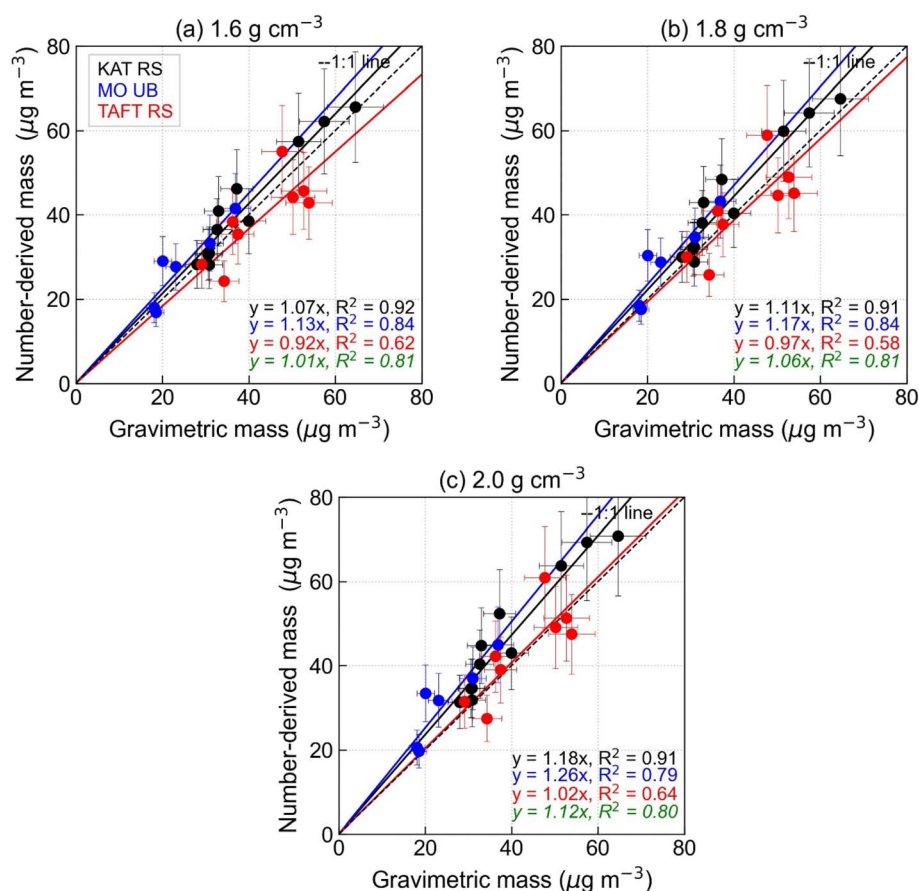 (a) 1.6 g cm⁻³
Number-derived mass (μg m⁻³)
80
60
40
20
0
KAT RS
MO UB
TAFT RS
--1:1 line
y = 1.07x, R² = 0.92
y = 1.13x, R² = 0.84
y = 0.92x, R² = 0.62
y = 1.01x, R² = 0.81
20
40
60
80
Gravimetric mass (μg m⁻³)
(b) 1.8 g cm⁻³
Number-derived mass (μg m⁻³)
80
60
40
20
0
--1:1 line
y = 1.11x, R² = 0.91
y = 1.17x, R² = 0.84
y = 0.97x, R² = 0.58
y = 1.06x, R² = 0.81
0
20
40
60
80
Gravimetric mass (μg m⁻³)
(c) 2.0 g cm⁻³
Number-derived mass (μg m⁻³)
80
60
40
20
0
--1:1 line
y = 1.18x, R² = 0.91
y = 1.26x, R² = 0.79
y = 1.02x, R² = 0.64
y = 1.12x, R² = 0.80
0
20
40
60
80
Gravimetric mass (μg m⁻³)